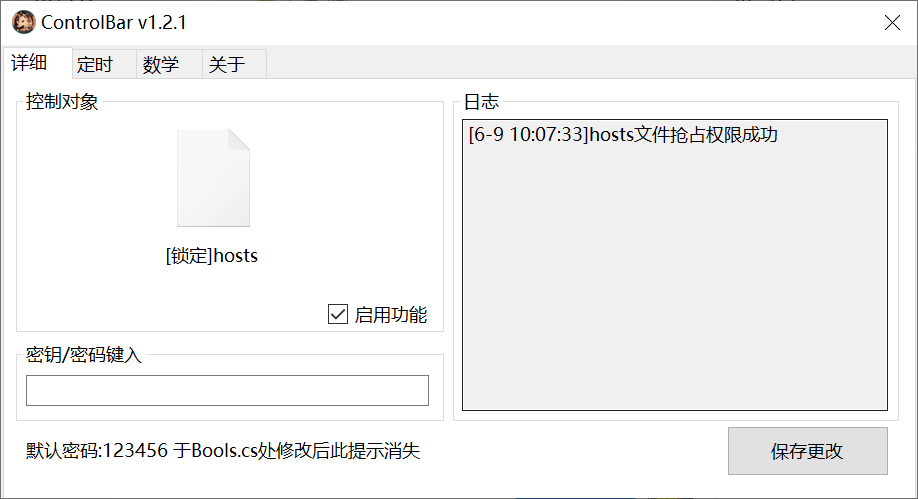 ControlBar v1.2.1
详细 定时 数学 关于
控制对象
[锁定]hosts
启用功能
密钥/密码键入
默认密码:123456 于Bools.cs处修改后此提示消失
日志
[6-9 10:07:33]hosts文件抢占权限成功
保存更改